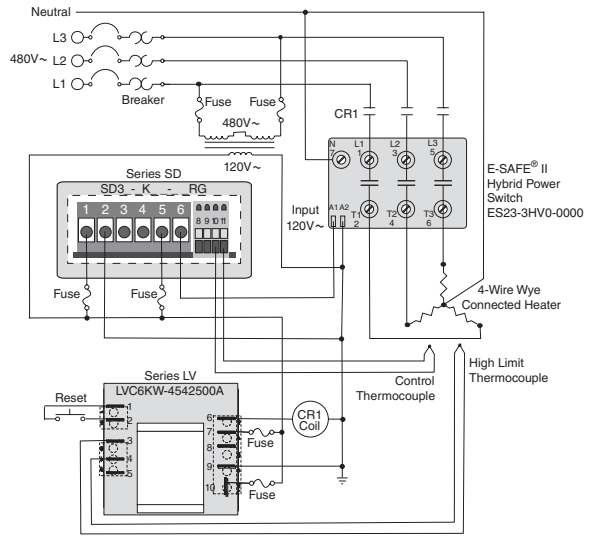 Neutral
L3
480V~ L2
L1
Breaker
Fuse
Fuse
480V~
120V~
CR1
N
7
L1
1
L2
3
L3
5
A1 A2
T1
2
T2
4
T3
6
Input
120V~
E-SAFE® II
Hybrid Power
Switch
ES23-3HV0-0000
Series SD
SD3 - K - RG
1 2 3 4 5 6
8 9 10 11
Fuse
Fuse
4-Wire Wye
Connected Heater
Control
Thermocouple
High Limit
Thermocouple
Series LV
LVC6KW-4542500A
Reset
1
2
3
4
5
6
7
8
9
10
CR1
Coil
Fuse
Fuse